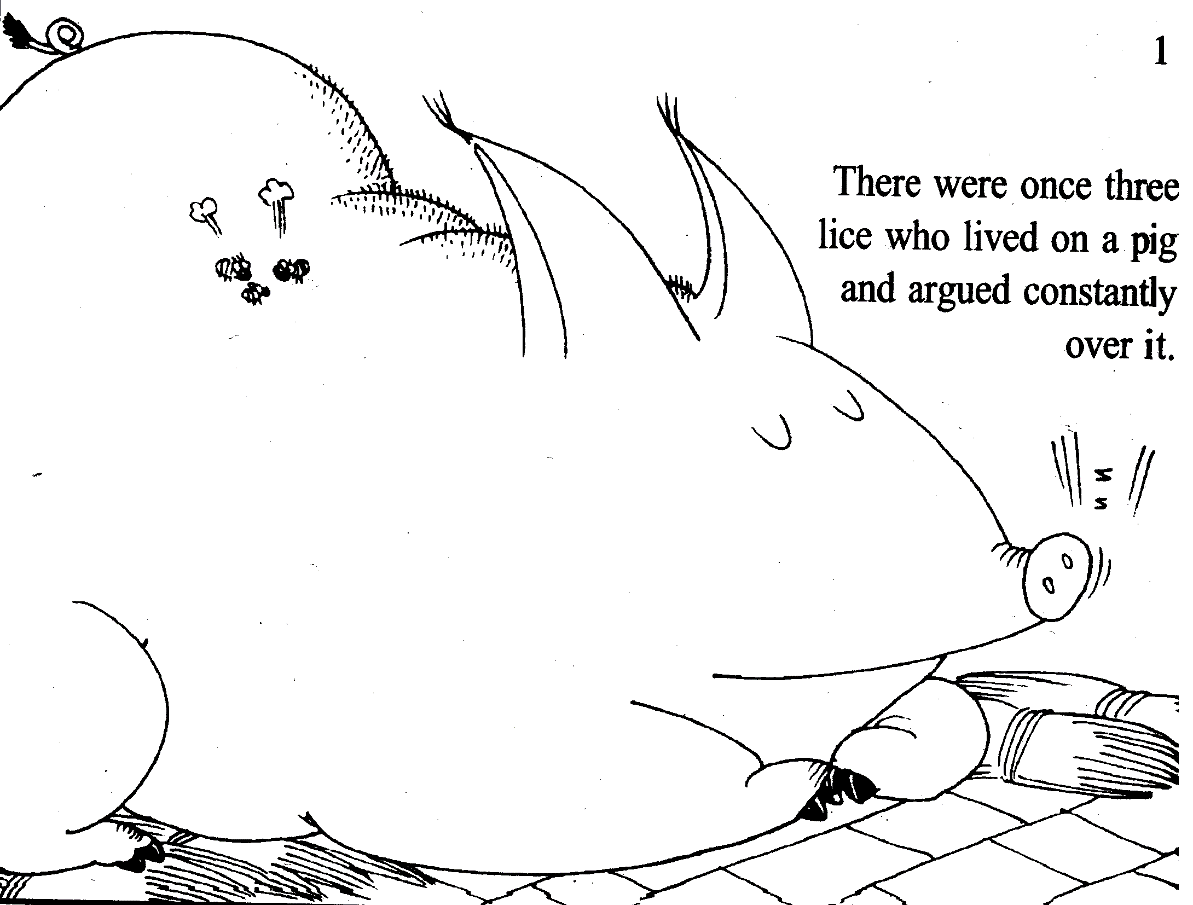 1
There were once three
lice who lived on a pig
and argued constantly
over it.
z
z